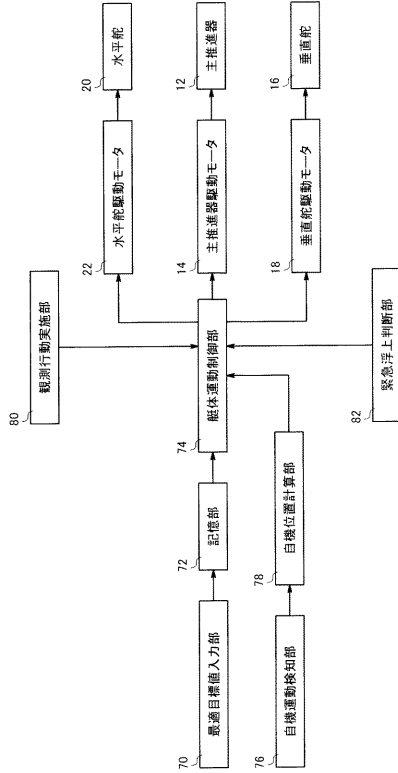 80
観測行動実施部
22
水平舵駆動モータ
20
水平舵
70
最適目標値入力部
72
記憶部
74
艇体運動制御部
14
主推進器駆動モータ
12
主推進器
76
自機運動検知部
78
自機位置計算部
18
垂直舵駆動モータ
16
垂直舵
82
緊急浮上判断部